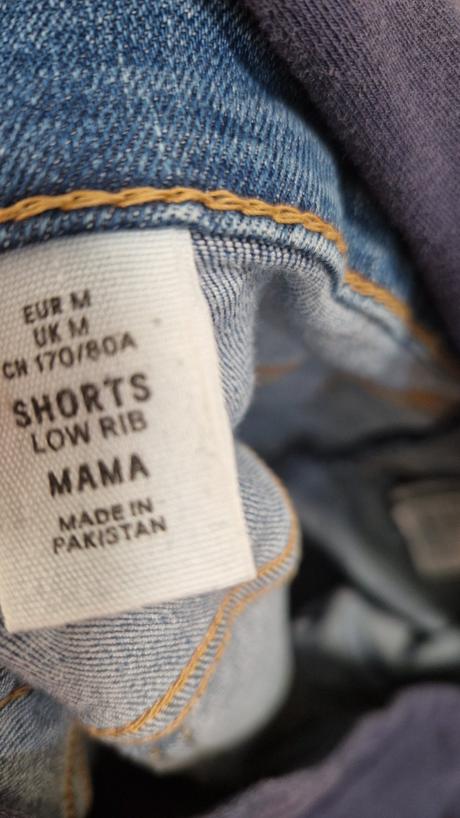 EUR M
UK M
CN 170/80A
SHORTS
LOW RIB
MAMA
MADE IN
PAKISTAN